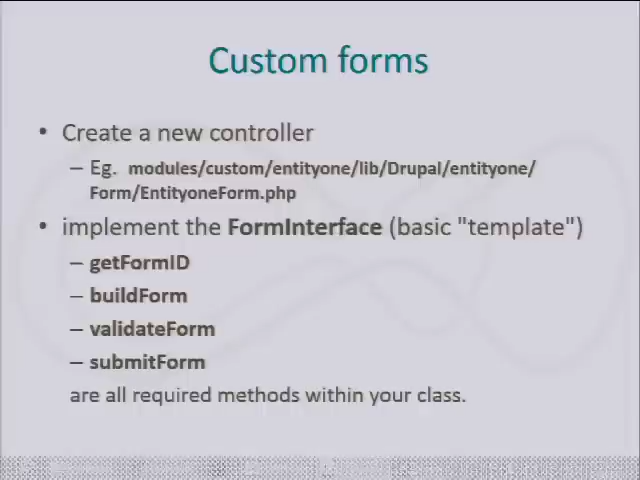 Custom forms
• Create a new controller
– Eg. modules/custom/entityone/lib/Drupal/entityone/
Form/EntityoneForm.php
• implement the FormInterface (basic "template")
– getFormID
– buildForm
– validateForm
– submitForm
are all required methods within your class.